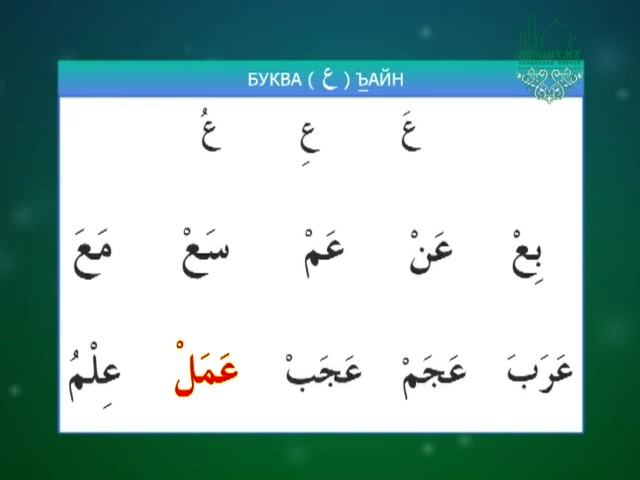 БУКВА ( ع ) ЪАЙН
عَ عِ عُ
بِعْ عَنْ عَمْ سَعْ مَعَ
عَرَبَ عَجَمْ عَجَبْ عَمَلْ عِلْمُ